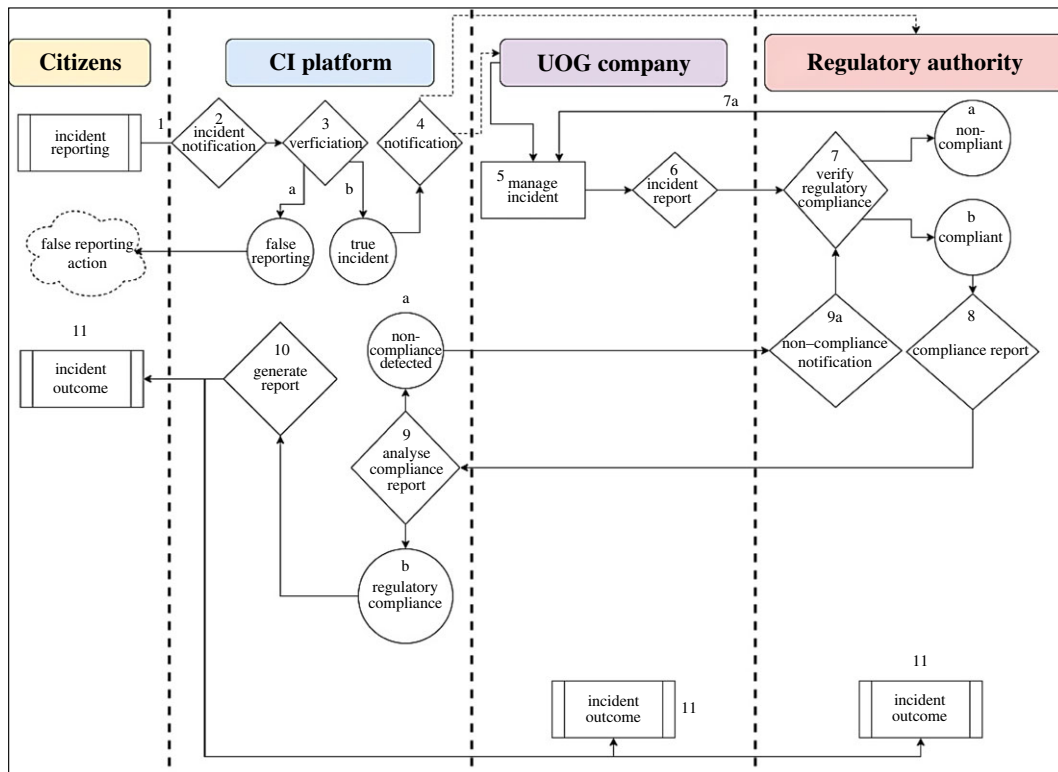 Citizens
CI platform
UOG company
Regulatory authority
incident
reporting
1
2
incident
notification
3
verficiation
4
notification
a
b
false
reporting
true
incident
false reporting
action
5
manage
incident
6
incident
report
7a
7
verify
regulatory
compliance
a
non-
compliant
b
compliant
8
compliance report
9a
non–compliance
notification
a
non-
compliance
detected
9
analyse
compliance
report
b
regulatory
compliance
10
generate
report
11
incident
outcome
incident
outcome
11
11
incident
outcome